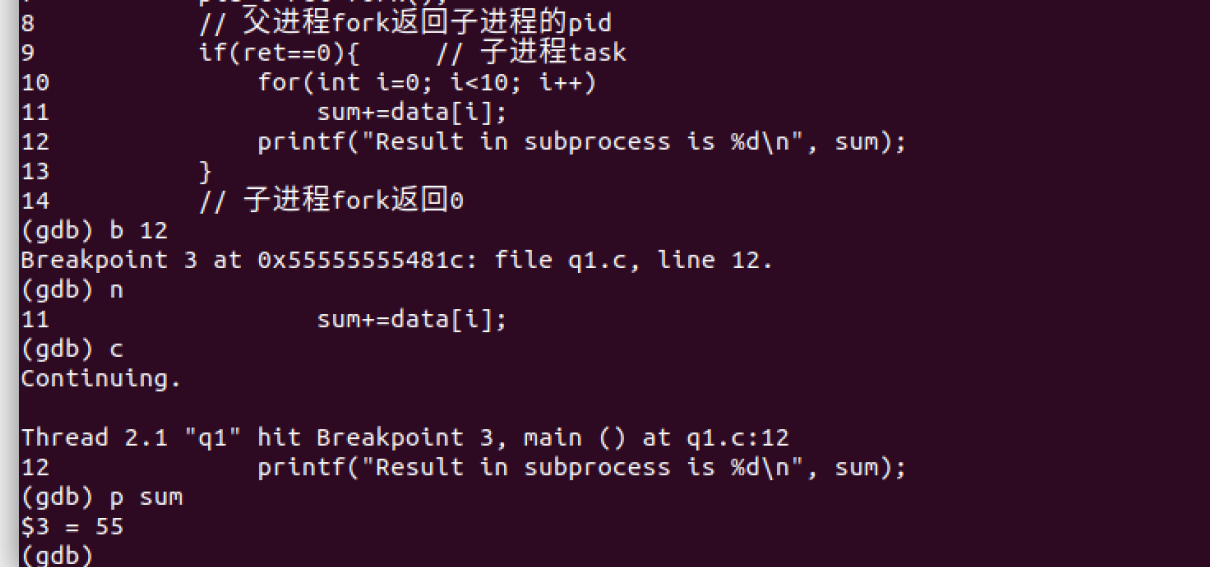 8           // 父进程fork返回子进程的pid
9           if(ret==0){     // 子进程task
10              for(int i=0; i<10; i++)
11                  sum+=data[i];
12              printf("Result in subprocess is %d\n", sum);
13          }
14          // 子进程fork返回0
(gdb) b 12
Breakpoint 3 at 0x55555555481c: file q1.c, line 12.
(gdb) n
11                  sum+=data[i];
(gdb) c
Continuing.

Thread 2.1 "q1" hit Breakpoint 3, main () at q1.c:12
12              printf("Result in subprocess is %d\n", sum);
(gdb) p sum
$3 = 55
(gdb)